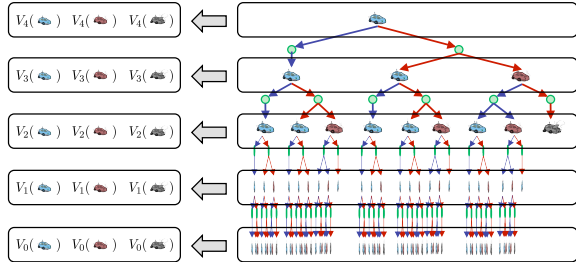 V₄( ) V₄( ) V₄( )
V₃( ) V₃( ) V₃( )
V₂( ) V₂( ) V₂( )
V₁( ) V₁( ) V₁( )
V₀( ) V₀( ) V₀( )